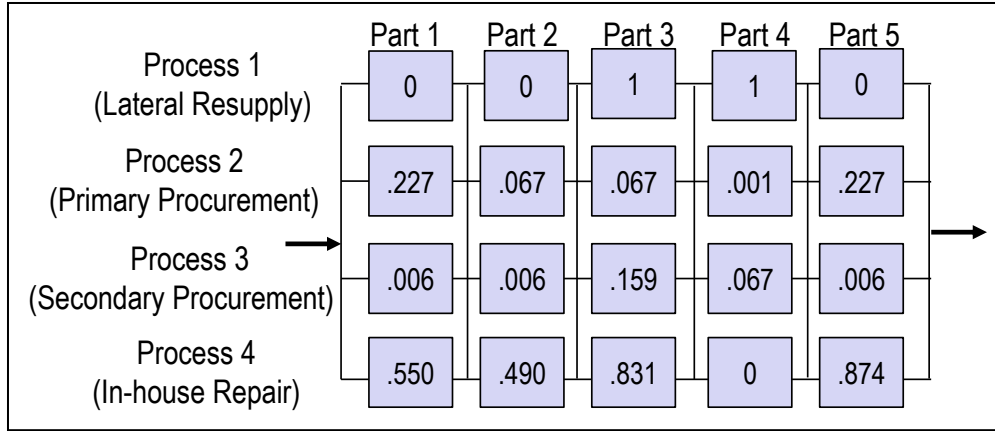 Part 1 Part 2 Part 3 Part 4 Part 5
Process 1
(Lateral Resupply)
0 0 1 1 0
Process 2
(Primary Procurement)
.227 .067 .067 .001 .227
Process 3
(Secondary Procurement)
.006 .006 .159 .067 .006
Process 4
(In-house Repair)
.550 .490 .831 0 .874